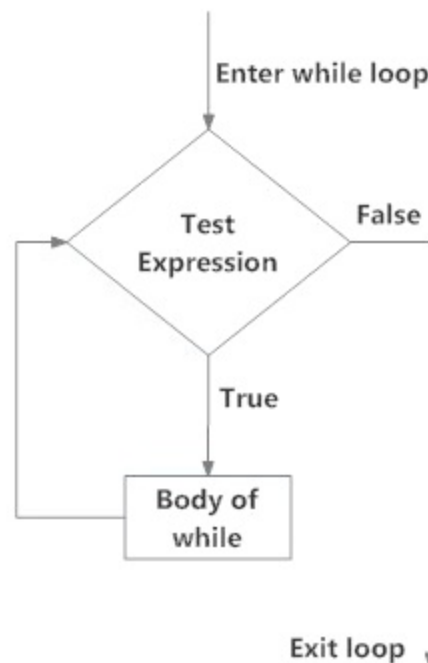 Enter while loop
Test
Expression
False
True
Body of
while
Exit loop